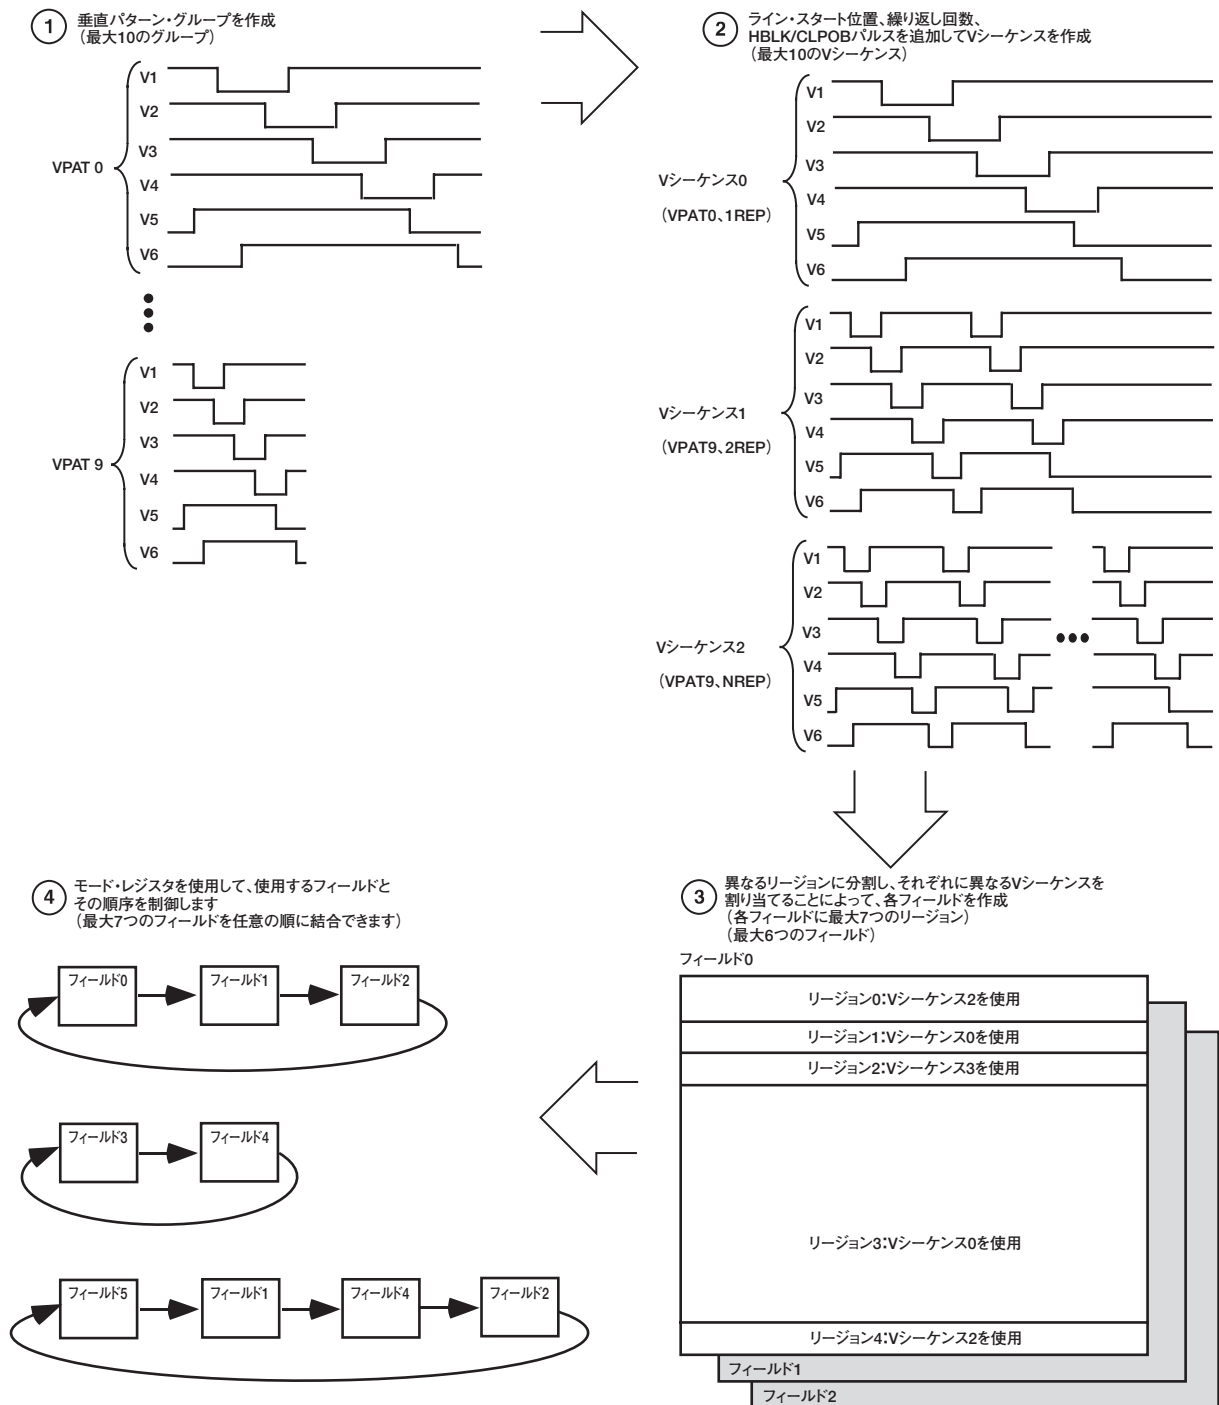 1
垂直パターン・グループを作成
（最大10のグループ）
VPAT 0
V1
V2
V3
V4
V5
V6
VPAT 9
V1
V2
V3
V4
V5
V6
2
ライン・スタート位置、繰り返し回数、
HBLK/CLPOBパルスを追加してVシーケンスを作成
（最大10のVシーケンス）
Vシーケンス0
（VPAT0、1REP）
V1
V2
V3
V4
V5
V6
Vシーケンス1
（VPAT9、2REP）
V1
V2
V3
V4
V5
V6
Vシーケンス2
（VPAT9、NREP）
V1
V2
V3
V4
V5
V6
3
異なるリージョンに分割し、それぞれに異なるVシーケンスを
割り当てることによって、各フィールドを作成
（各フィールドに最大7つのリージョン）
（最大6つのフィールド）
フィールド0
リージョン0:Vシーケンス2を使用
リージョン1:Vシーケンス0を使用
リージョン2:Vシーケンス3を使用
リージョン3:Vシーケンス0を使用
リージョン4:Vシーケンス2を使用
フィールド1
フィールド2
4
モード・レジスタを使用して、使用するフィールドと
その順序を制御します
（最大7つのフィールドを任意の順に結合できます）
フィールド0
フィールド1
フィールド2
フィールド3
フィールド4
フィールド5
フィールド1
フィールド4
フィールド2